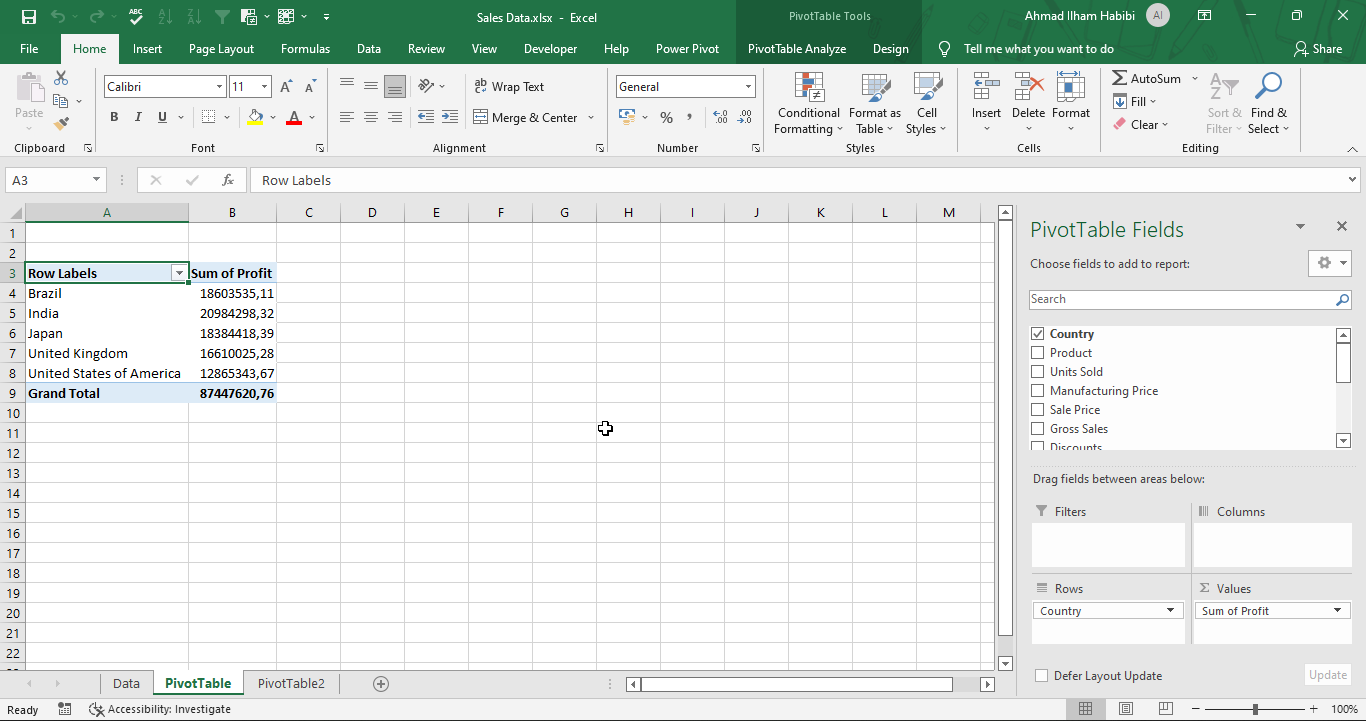 Sales Data.xlsx - Excel
PivotTable Tools
Ahmad Ilham Habibi
AI
File Home Insert Page Layout Formulas Data Review View Developer Help Power Pivot PivotTable Analyze Design Tell me what you want to do Share
Paste
Clipboard
Calibri 11
B I U
Font
Wrap Text
Merge & Center
Alignment
General
Number
Conditional Formatting
Format as Table
Cell Styles
Styles
Insert Delete Format
Cells
AutoSum
Fill
Clear
Sort & Filter
Find & Select
Editing
A3 fx Row Labels
A B C D E F G H I J K L M
1
2
3 Row Labels Sum of Profit
4 Brazil 18603535,11
5 India 20984298,32
6 Japan 18384418,39
7 United Kingdom 16610025,28
8 United States of America 12865343,67
9 Grand Total 87447620,76
10
11
12
13
14
15
16
17
18
19
20
21
22
PivotTable Fields
Choose fields to add to report:
Search
Country
Product
Units Sold
Manufacturing Price
Sale Price
Gross Sales
Discounts
Drag fields between areas below:
Filters
Columns
Rows
Values
Country
Sum of Profit
Defer Layout Update
Update
Data PivotTable PivotTable2
Ready Accessibility: Investigate 100%